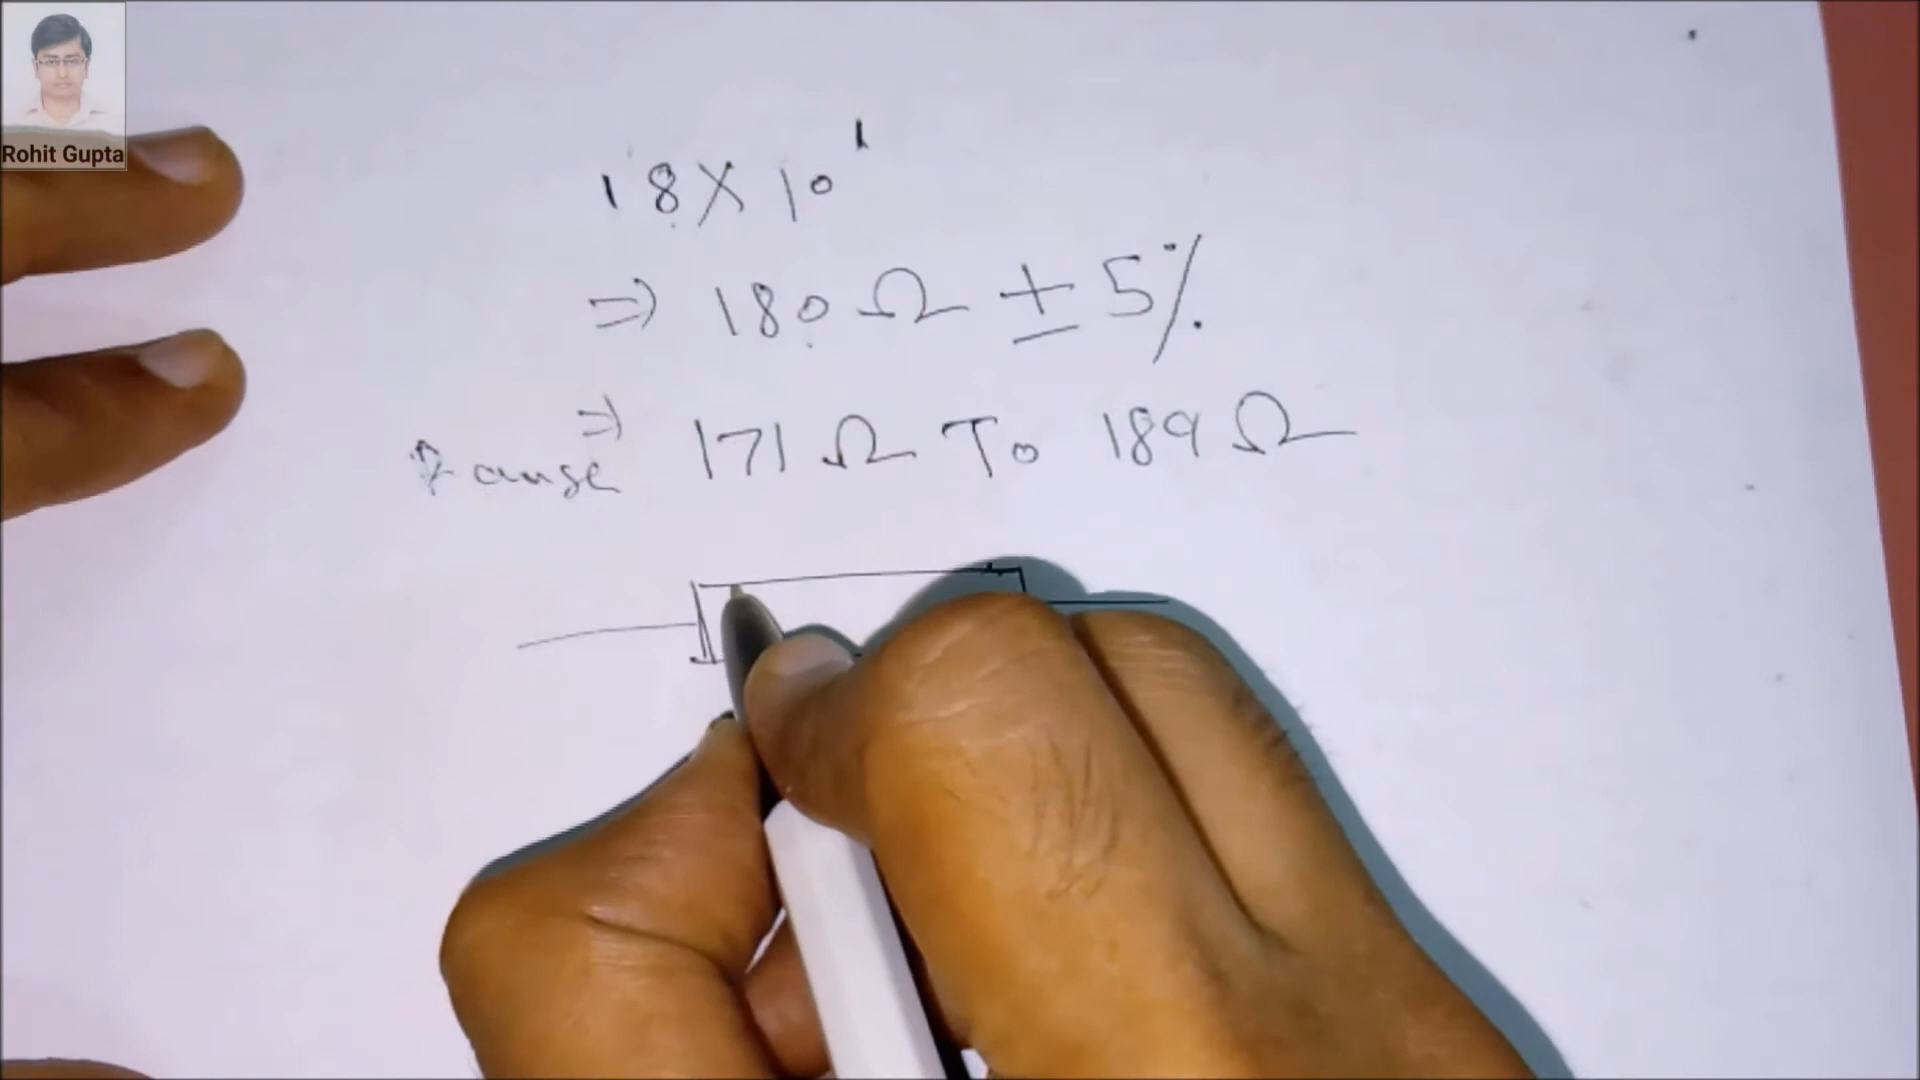 Rohit Gupta
18 X 10¹
=> 180 Ω ± 5%
=> 
Range 171 Ω To 189 Ω